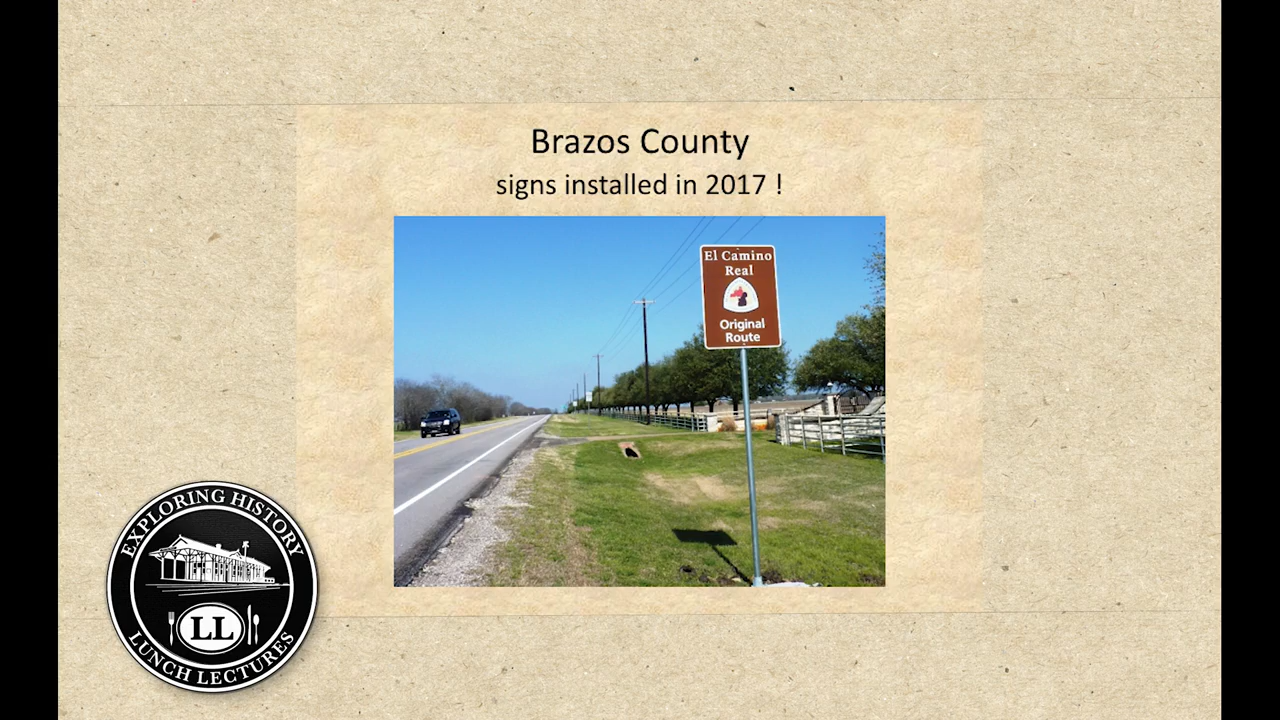 Brazos County
signs installed in 2017 !
El Camino
Real
Original
Route
EXPLORING HISTORY
LL
LUNCH LECTURES